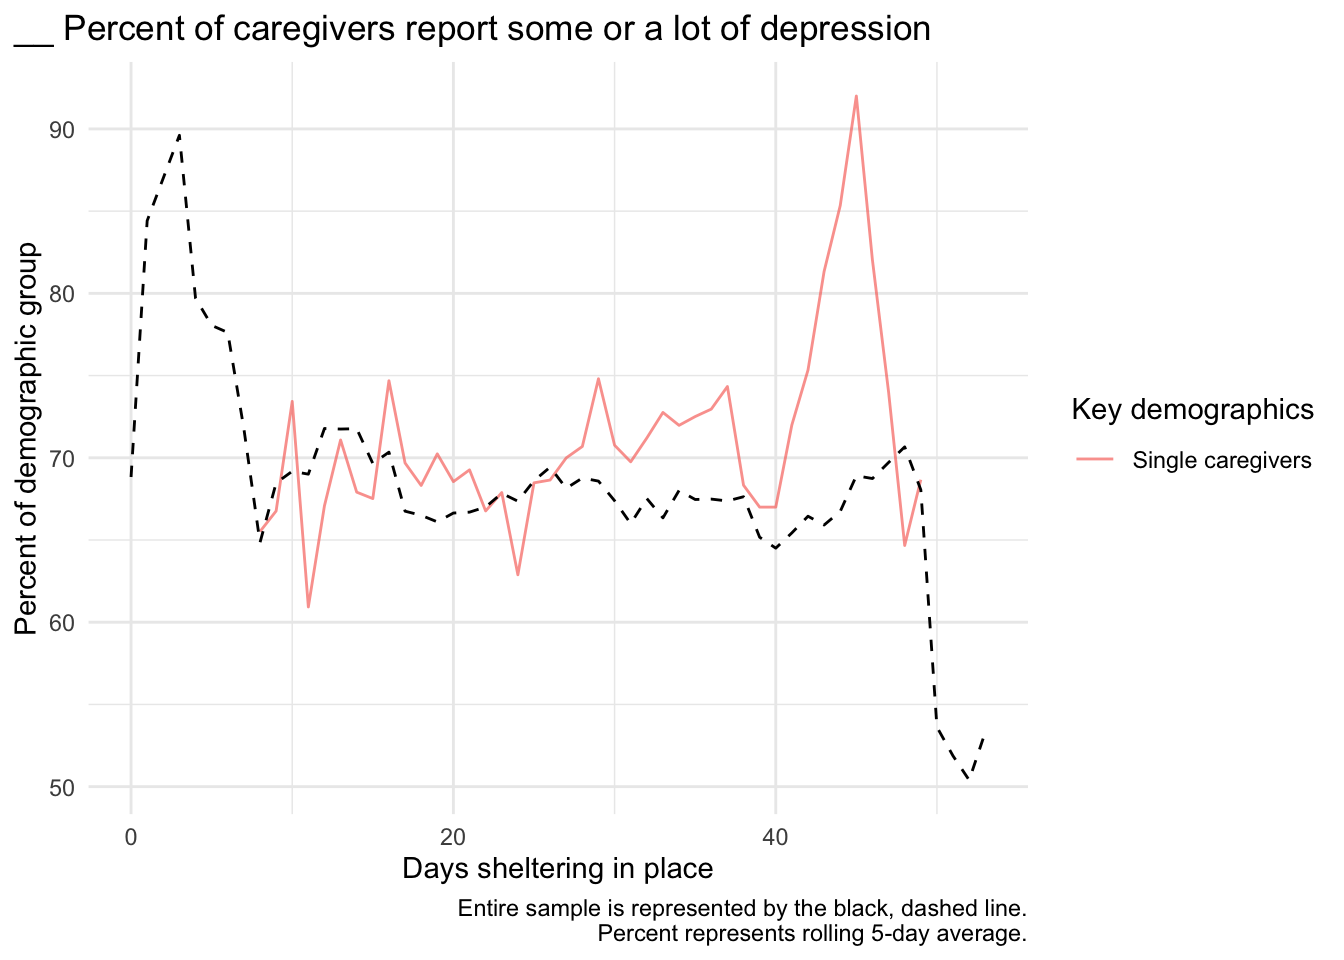 __ Percent of caregivers report some or a lot of depression
Percent of demographic group
90
80
70
60
50
0
20
40
Days sheltering in place
Key demographics
Single caregivers
Entire sample is represented by the black, dashed line.
Percent represents rolling 5-day average.